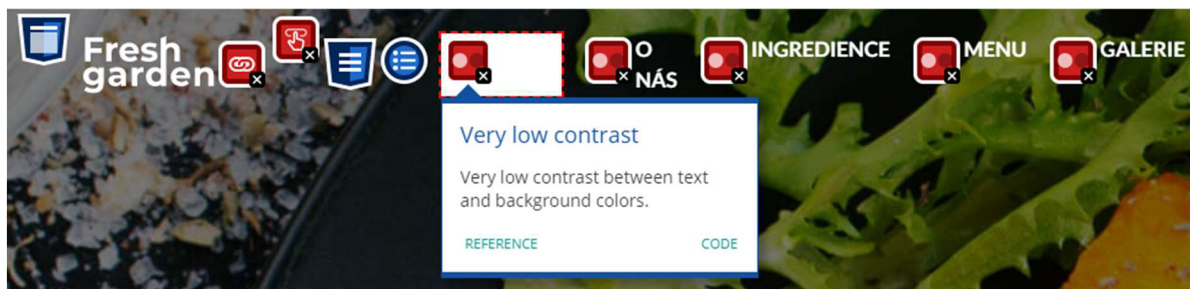 Fresh
garden
O
NÁS
INGREDIENCE
MENU
GALERIE
Very low contrast
Very low contrast between text
and background colors.
REFERENCE
CODE